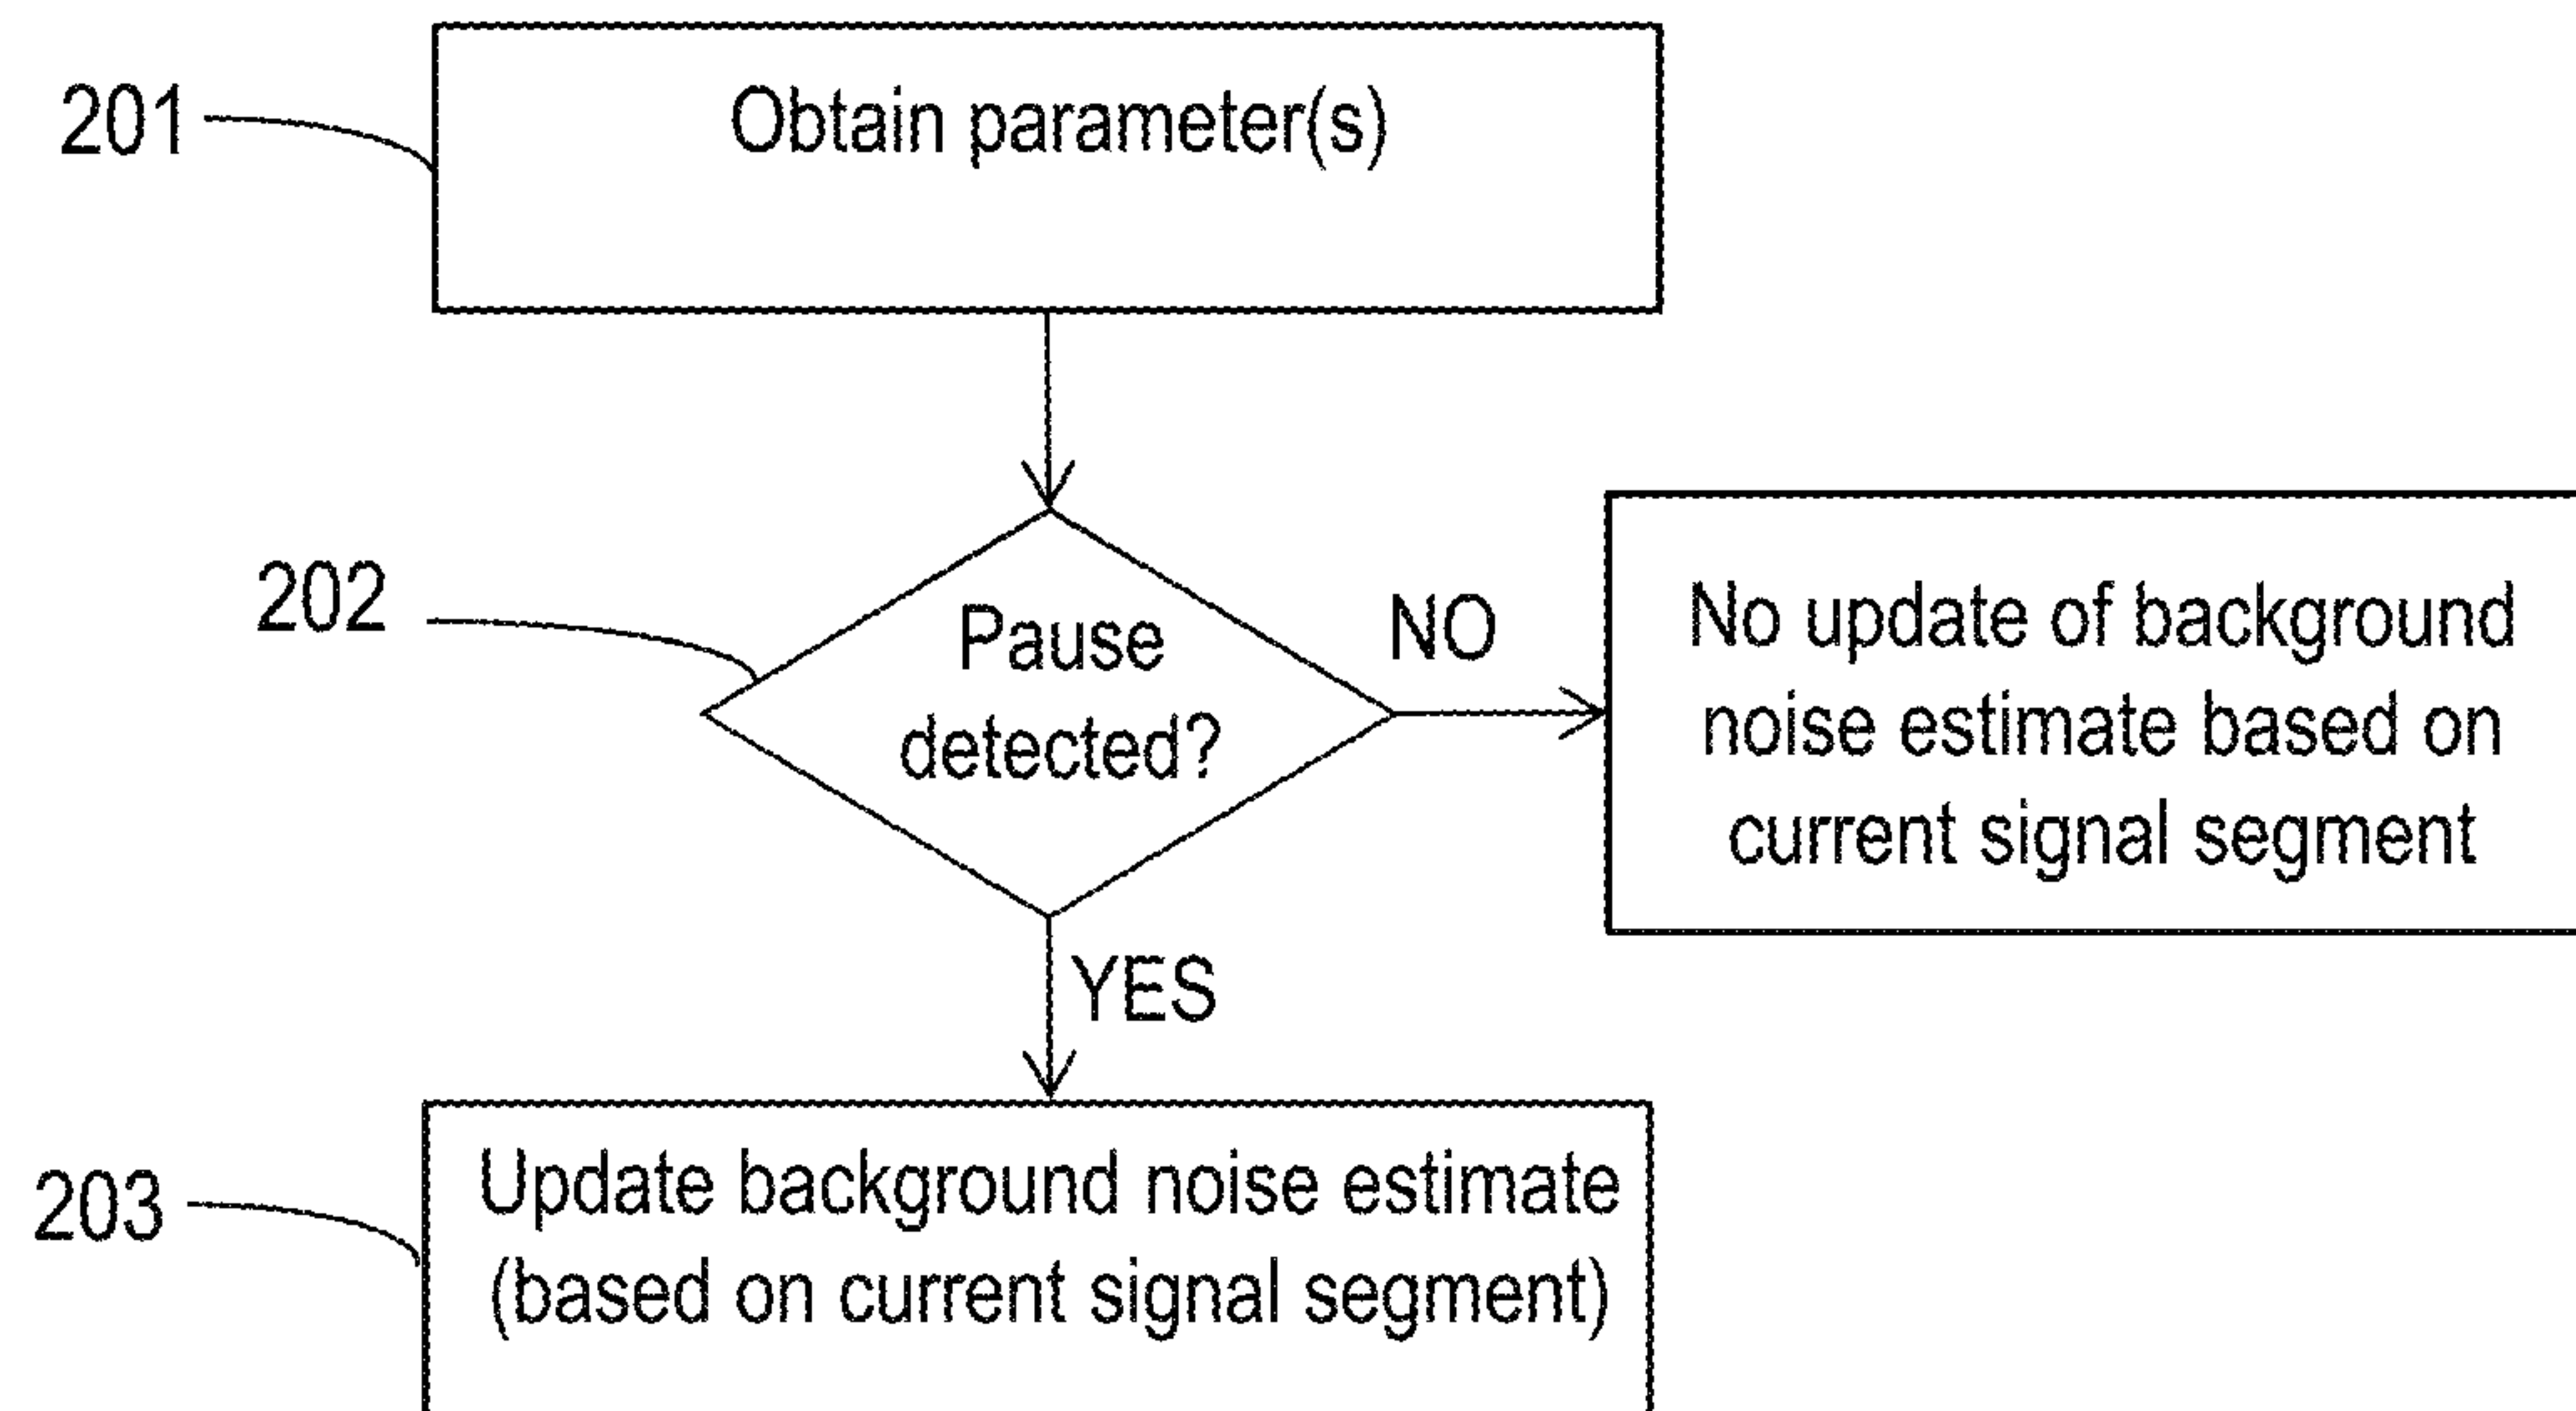 201
Obtain parameter(s)
202
Pause
detected?
NO
No update of background
noise estimate based on
current signal segment
YES
203
Update background noise estimate
(based on current signal segment)